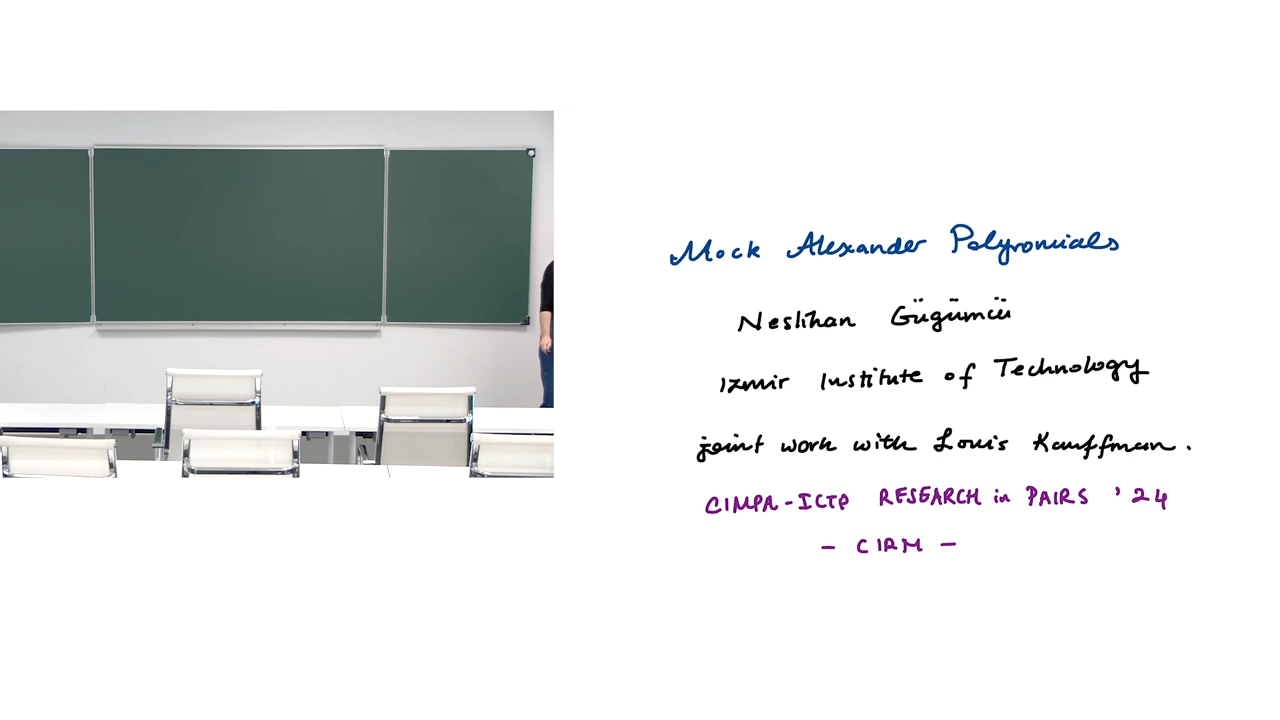 Mock Alexander Polynomials
Neslihan Gügümcü
Izmir Institute of Technology
joint work with Louis Kauffman.
CIMPA-ICTP RESEARCH in PAIRS '24
- CIRM -